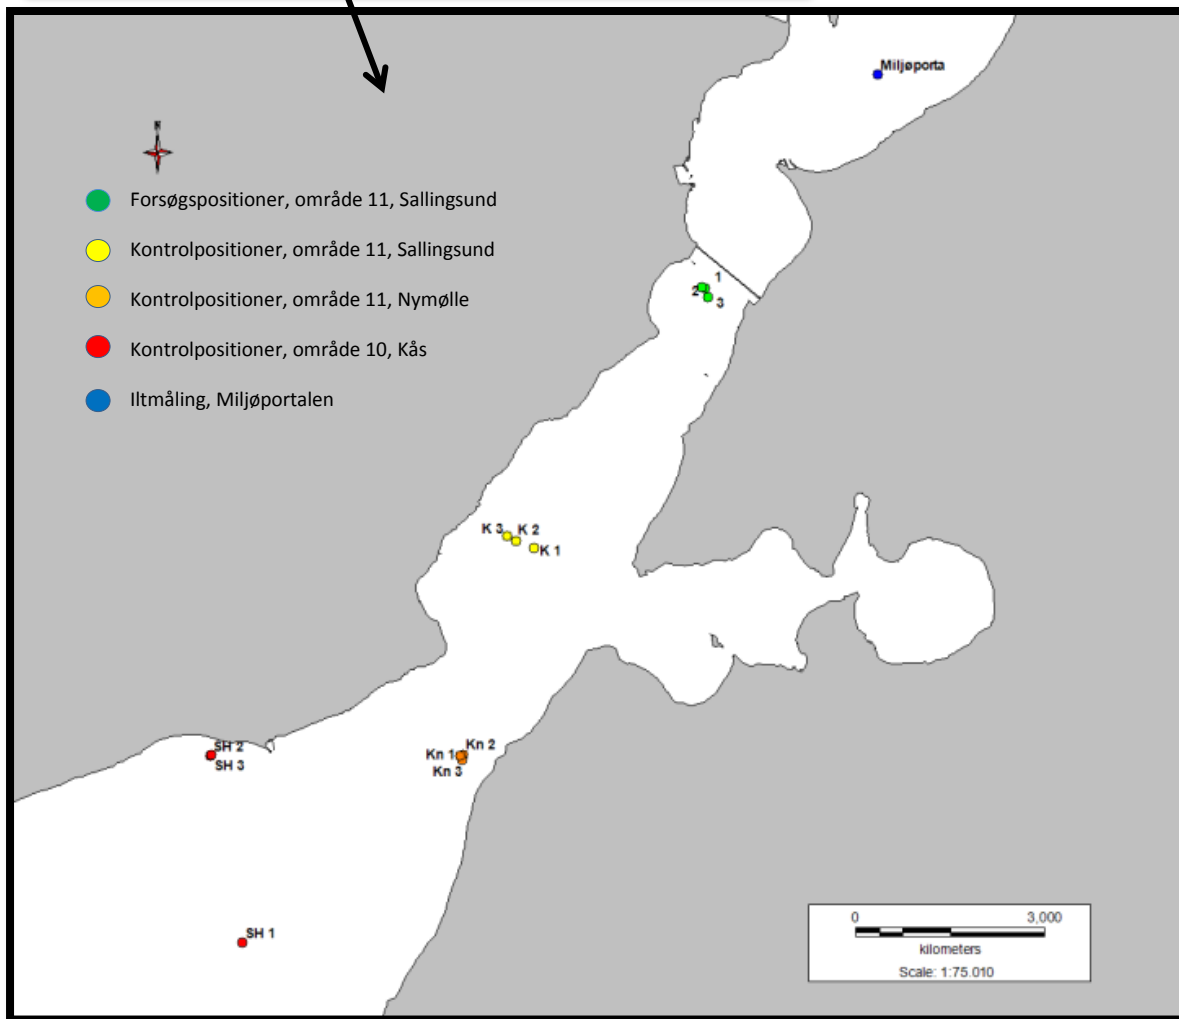 Miljøporta
N
Forsøgspositioner, område 11, Sallingsund
Kontrolpositioner, område 11, Sallingsund
Kontrolpositioner, område 11, Nymølle
Kontrolpositioner, område 10, Kås
Iltmåling, Miljøportalen
1
2
3
K 3
K 2
K 1
SH 2
SH 3
Kn 1
Kn 2
Kn 3
SH 1
0 3,000
kilometers
Scale: 1:75.010